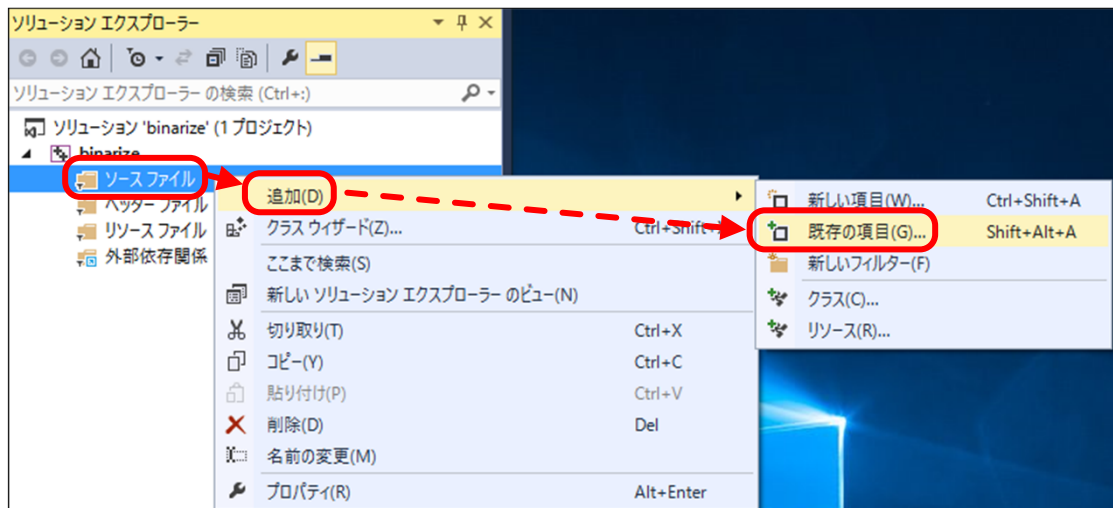 ソリューション エクスプローラー
ソリューション エクスプローラー の検索 (Ctrl+:)
ソリューション 'binarize' (1 プロジェクト)
binarize
ソース ファイル
ヘッダー ファイル
リソース ファイル
外部依存関係
追加(D)
クラス ウィザード(Z)... Ctrl+Shift+
ここまで検索(S)
新しい ソリューション エクスプローラー のビュー(N)
切り取り(T) Ctrl+X
コピー(Y) Ctrl+C
貼り付け(P) Ctrl+V
削除(D) Del
名前の変更(M)
プロパティ(R) Alt+Enter
新しい項目(W)... Ctrl+Shift+A
既存の項目(G)... Shift+Alt+A
新しいフィルター(F)
クラス(C)...
リソース(R)...